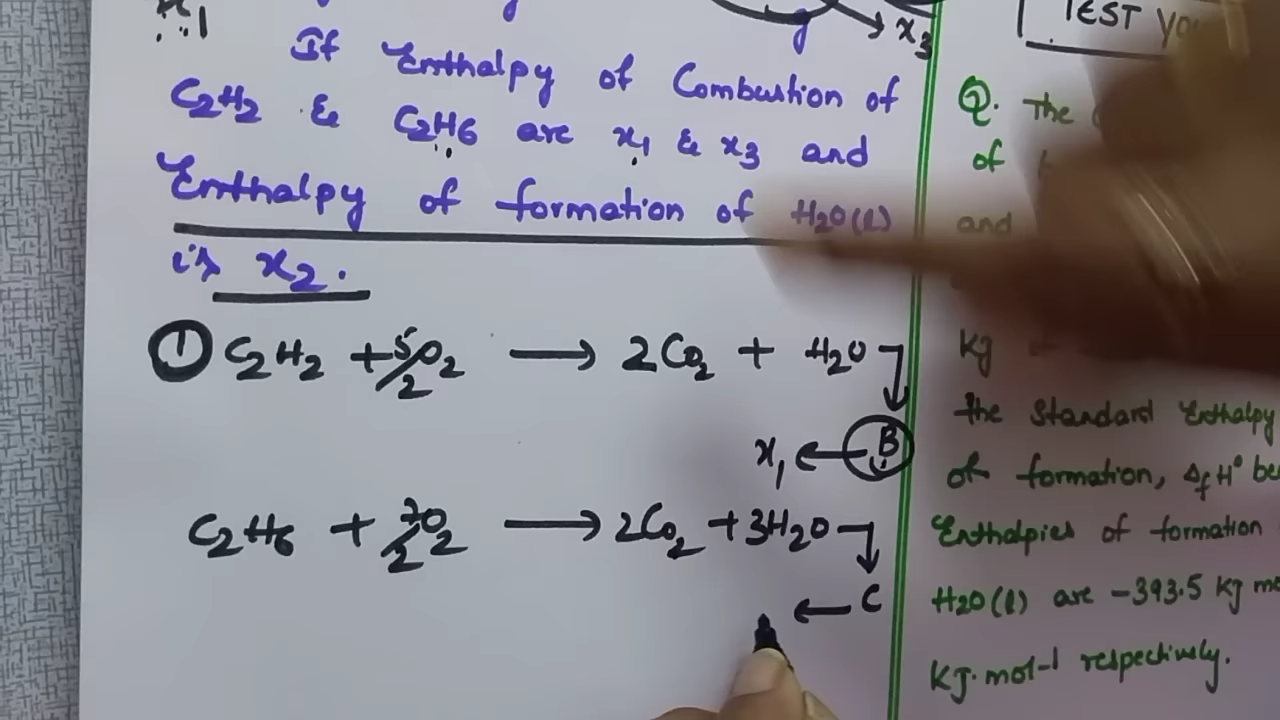 x3
If Enthalpy of Combustion of
C2H2 & C2H6 are x1 & x3 and
Enthalpy of formation of H2O(l)
is x2.
① C2H2 + 5/2 O2 → 2CO2 + H2O
x1 ← B
C2H6 + 7/2 O2 → 2CO2 + 3H2O
← C
TEST
Q. The
of
and
KJ
the Standard Enthalpy
of formation, ΔfH°
Enthalpies of formation
H2O(l) are -393.5 KJ
KJ.mol-1 respectively.